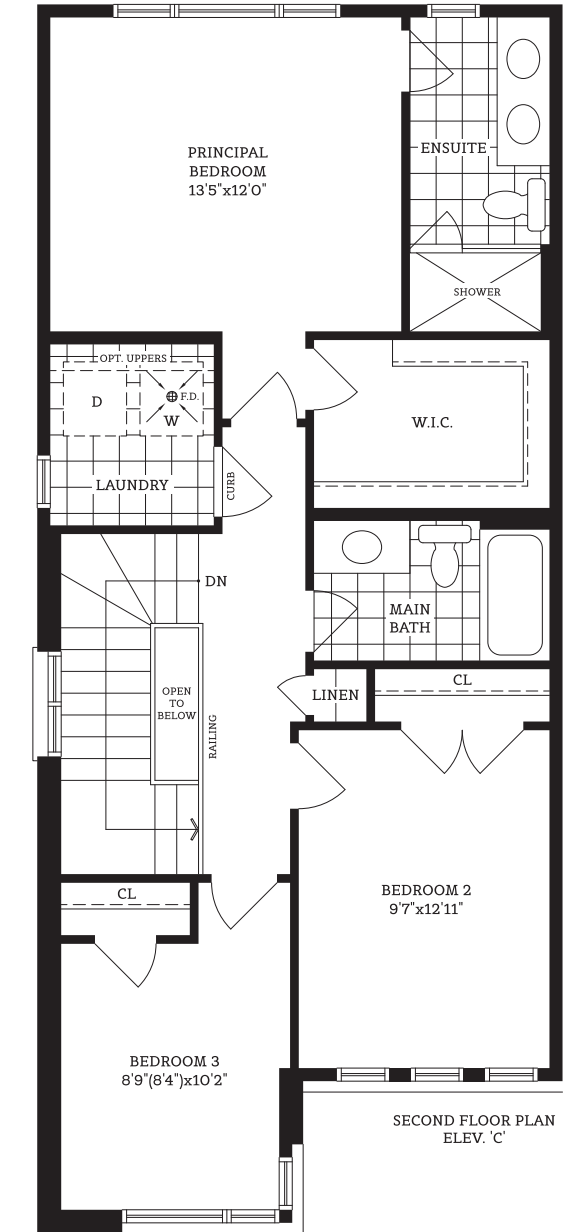 PRINCIPAL
BEDROOM
13'5"x12'0"
ENSUITE
SHOWER
OPT. UPPERS
D
F.D.
W
W.I.C.
LAUNDRY
CURB
DN
MAIN
BATH
OPEN
TO
BELOW
RAILING
LINEN
CL
CL
BEDROOM 2
9'7"x12'11"
BEDROOM 3
8'9"(8'4")x10'2"
SECOND FLOOR PLAN
ELEV. 'C'